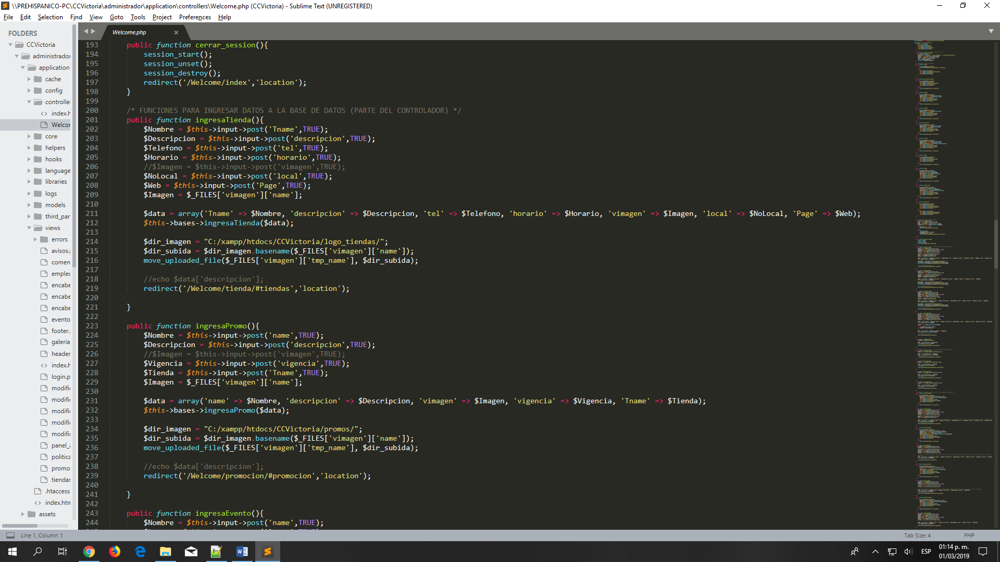 \\PREHISPANICO-PC\CCVictoria\administrador\application\controllers\Welcome.php (CCVictoria) - Sublime Text (UNREGISTERED)
File Edit Selection Find View Goto Tools Project Preferences Help
FOLDERS
CCVictoria
administrador
application
cache
config
controlle
index.h
Welcor
core
helpers
hooks
language
libraries
logs
models
third_par
views
errors
avisos.
comen
emplec
encabe
encabe
encabe
evento
footer.
galeria
header
index.h
login.p
modific
modific
modific
modific
modific
panel_a
politica
promo
tiendas
.htaccess
index.htn
assets
Welcome.php
193 public function cerrar_session(){
194 session_start();
195 session_unset();
196 session_destroy();
197 redirect('/Welcome/index','location');
198 }
199
200 /* FUNCIONES PARA INGRESAR DATOS A LA BASE DE DATOS (PARTE DEL CONTROLADOR) */
201 public function ingresaTienda(){
202 $Nombre = $this->input->post('Tname',TRUE);
203 $Descripcion = $this->input->post('descripcion',TRUE);
204 $Telefono = $this->input->post('tel',TRUE);
205 $Horario = $this->input->post('horario',TRUE);
206 //$Imagen = $this->input->post('vimagen',TRUE);
207 $NoLocal = $this->input->post('local',TRUE);
208 $Web = $this->input->post('Page',TRUE);
209 $Imagen = $_FILES['vimagen']['name'];
210
211 $data = array('Tname' => $Nombre, 'descripcion' => $Descripcion, 'tel' => $Telefono, 'horario' => $Horario, 'vimagen' => $Imagen, 'local' => $NoLocal, 'Page' => $Web);
212 $this->bases->ingresaTienda($data);
213
214 $dir_imagen = "C:/xampp/htdocs/CCVictoria/logo_tiendas/";
215 $dir_subida = $dir_imagen.basename($_FILES['vimagen']['name']);
216 move_uploaded_file($_FILES['vimagen']['tmp_name'], $dir_subida);
217
218 //echo $data['descripcion'];
219 redirect('/Welcome/tienda/#tiendas','location');
220
221 }
222
223 public function ingresaPromo(){
224 $Nombre = $this->input->post('name',TRUE);
225 $Descripcion = $this->input->post('descripcion',TRUE);
226 //$Imagen = $this->input->post('vimagen',TRUE);
227 $Vigencia = $this->input->post('vigencia',TRUE);
228 $Tienda = $this->input->post('Tname',TRUE);
229 $Imagen = $_FILES['vimagen']['name'];
230
231 $data = array('name' => $Nombre, 'descripcion' => $Descripcion, 'vimagen' => $Imagen, 'vigencia' => $Vigencia, 'Tname' => $Tienda);
232 $this->bases->ingresaPromo($data);
233
234 $dir_imagen = "C:/xampp/htdocs/CCVictoria/promos/";
235 $dir_subida = $dir_imagen.basename($_FILES['vimagen']['name']);
236 move_uploaded_file($_FILES['vimagen']['tmp_name'], $dir_subida);
237
238 //echo $data['descripcion'];
239 redirect('/Welcome/promocion/#promocion','location');
240
241 }
242
243 public function ingresaEvento(){
244 $Nombre = $this->input->post('name',TRUE);
Line 1, Column 1
Tab Size: 4
PHP
ESP
01:14 p. m.
01/03/2019